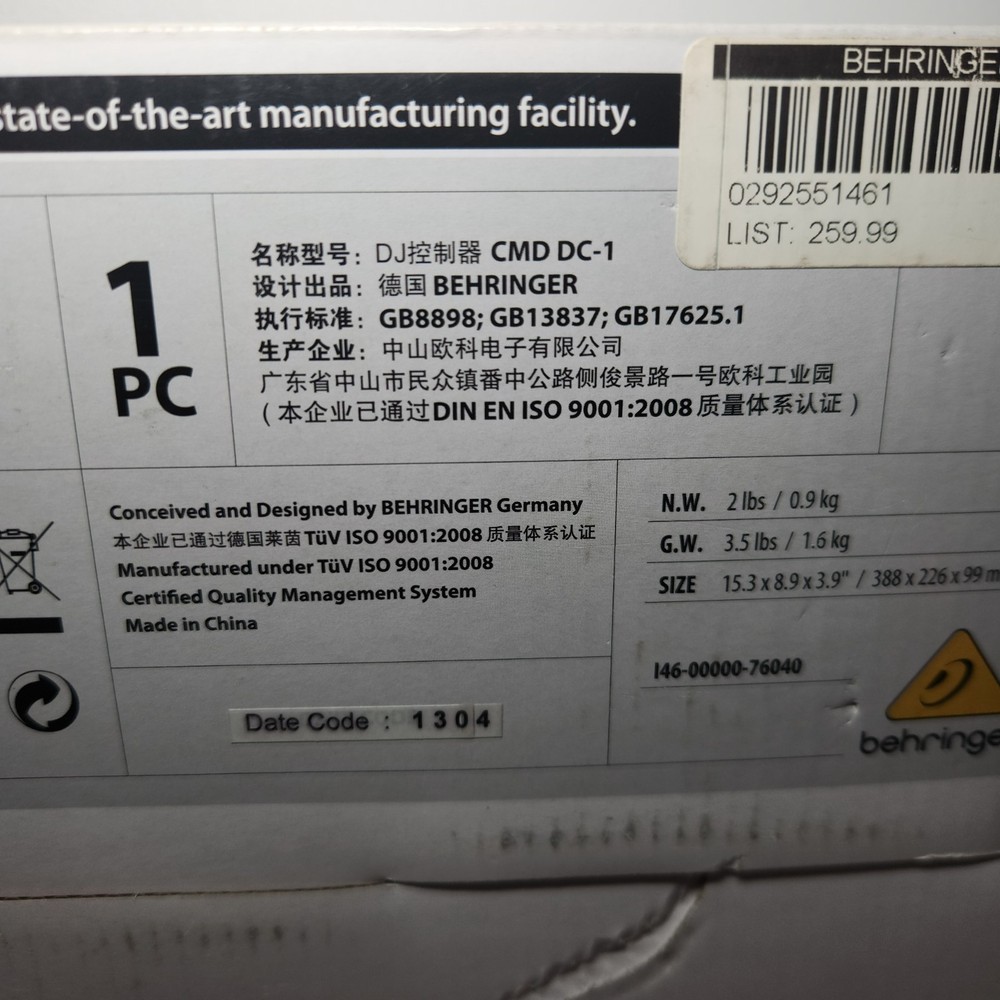 state-of-the-art manufacturing facility.
BEHRINGE
0292551461
LIST: 259.99
1
PC
名称型号：DJ控制器 CMD DC-1
设计出品：德国 BEHRINGER
执行标准：GB8898; GB13837; GB17625.1
生产企业：中山欧科电子有限公司
广东省中山市民众镇番中公路侧俊景路一号欧科工业园
（本企业已通过DIN EN ISO 9001:2008 质量体系认证）
Conceived and Designed by BEHRINGER Germany
本企业已通过德国莱茵 TüV ISO 9001:2008 质量体系认证
Manufactured under TüV ISO 9001:2008
Certified Quality Management System
Made in China
N.W. 2 lbs / 0.9 kg
G.W. 3.5 lbs / 1.6 kg
SIZE 15.3 x 8.9 x 3.9" / 388 x 226 x 99 m
I46-00000-76040
Date Code : 1304
behringe